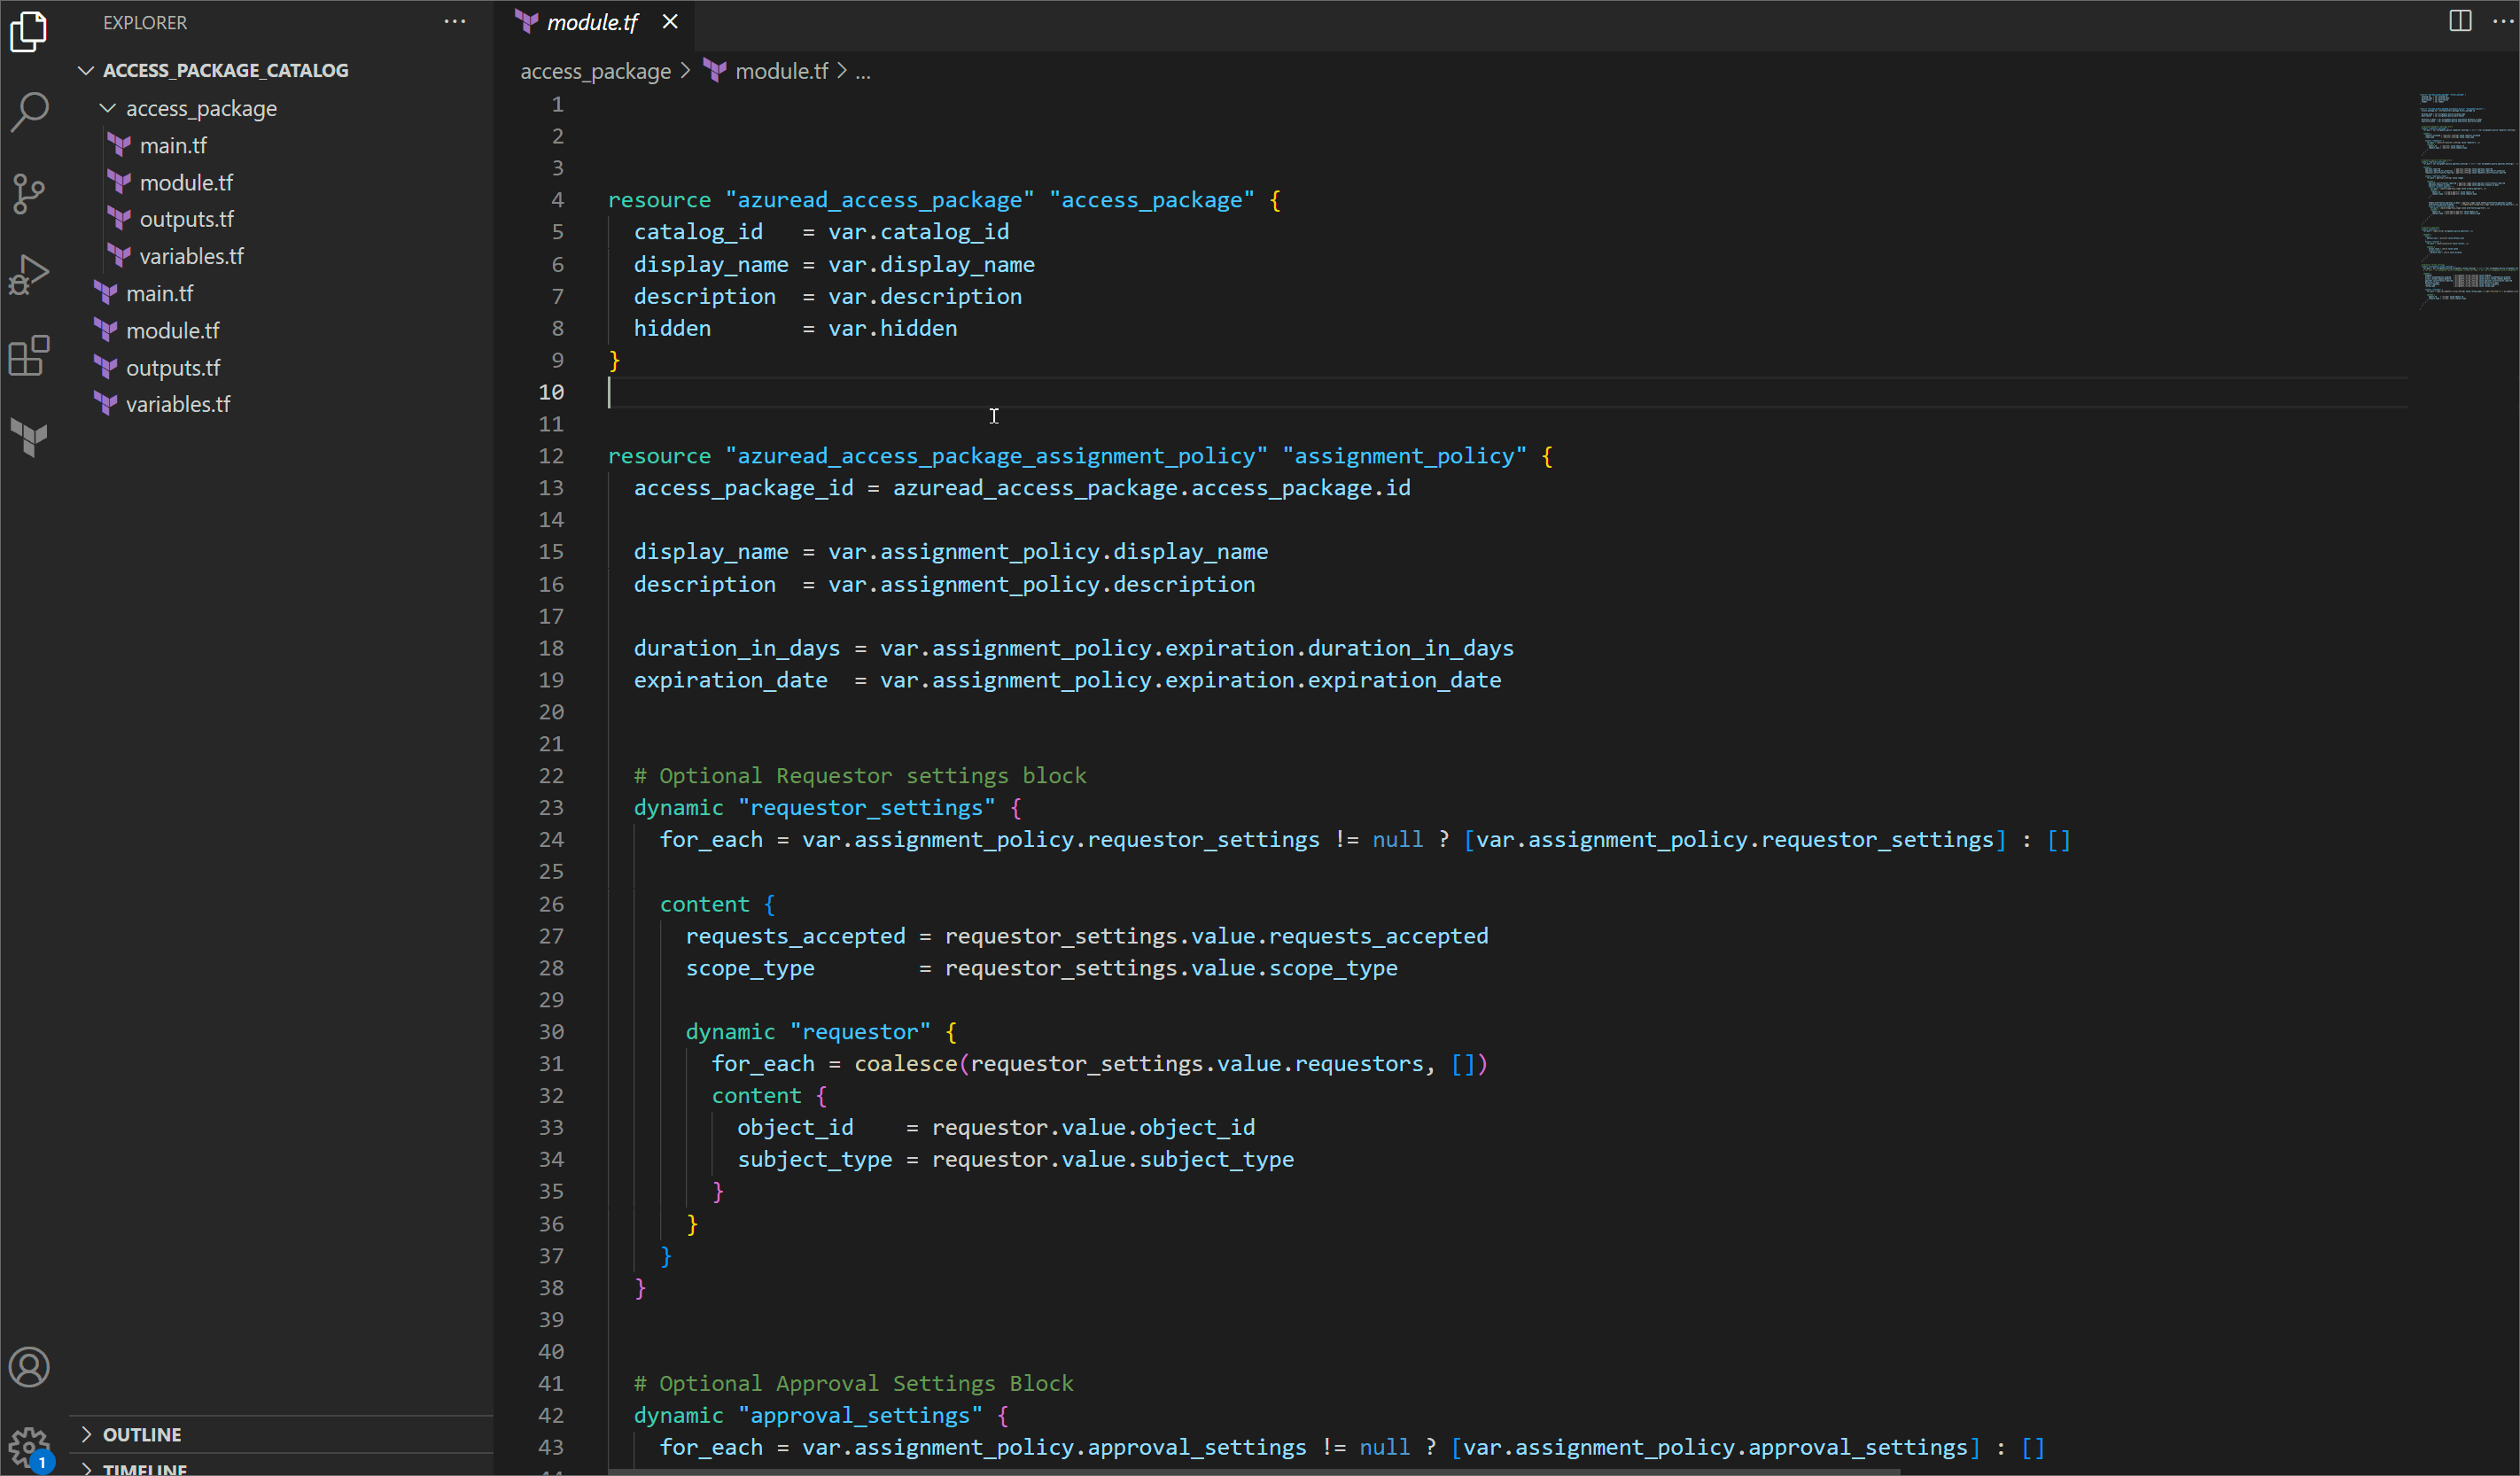 EXPLORER
ACCESS_PACKAGE_CATALOG
access_package
main.tf
module.tf
outputs.tf
variables.tf
main.tf
module.tf
outputs.tf
variables.tf
OUTLINE
TIMELINE
1
module.tf
access_package > module.tf > ...
1
2
3
4 resource "azuread_access_package" "access_package" {
5 catalog_id   = var.catalog_id
6 display_name = var.display_name
7 description  = var.description
8 hidden       = var.hidden
9 }
10
11
12 resource "azuread_access_package_assignment_policy" "assignment_policy" {
13 access_package_id = azuread_access_package.access_package.id
14
15 display_name = var.assignment_policy.display_name
16 description  = var.assignment_policy.description
17
18 duration_in_days = var.assignment_policy.expiration.duration_in_days
19 expiration_date  = var.assignment_policy.expiration.expiration_date
20
21
22 # Optional Requestor settings block
23 dynamic "requestor_settings" {
24 for_each = var.assignment_policy.requestor_settings != null ? [var.assignment_policy.requestor_settings] : []
25
26 content {
27 requests_accepted = requestor_settings.value.requests_accepted
28 scope_type        = requestor_settings.value.scope_type
29
30 dynamic "requestor" {
31 for_each = coalesce(requestor_settings.value.requestors, [])
32 content {
33 object_id    = requestor.value.object_id
34 subject_type = requestor.value.subject_type
35 }
36 }
37 }
38 }
39
40
41 # Optional Approval Settings Block
42 dynamic "approval_settings" {
43 for_each = var.assignment_policy.approval_settings != null ? [var.assignment_policy.approval_settings] : []